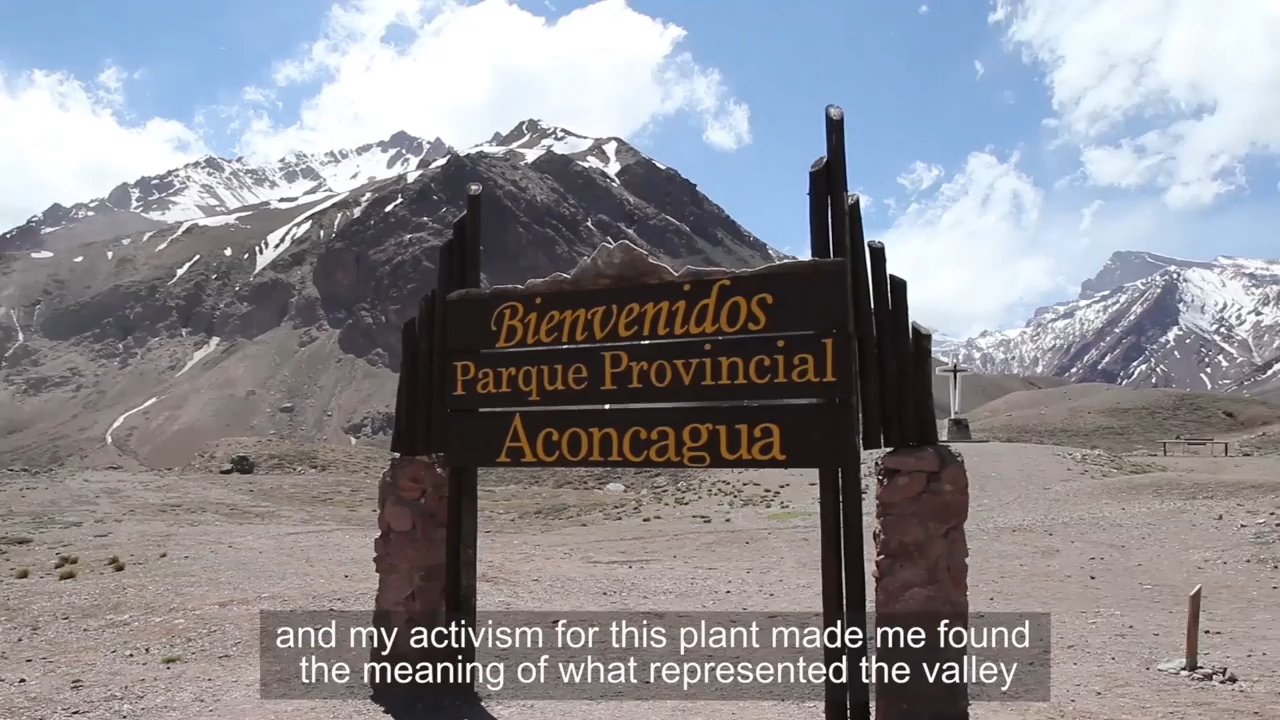 Bienvenidos
Parque Provincial
Aconcagua
and my activism for this plant made me found
the meaning of what represented the valley